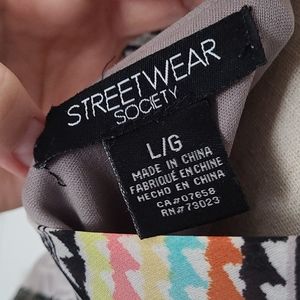 STREETWEAR
SOCIETY
L/G
MADE IN CHINA
FABRIQUÉ EN CHINE
HECHO EN CHINA
CA#07658
RN#73023